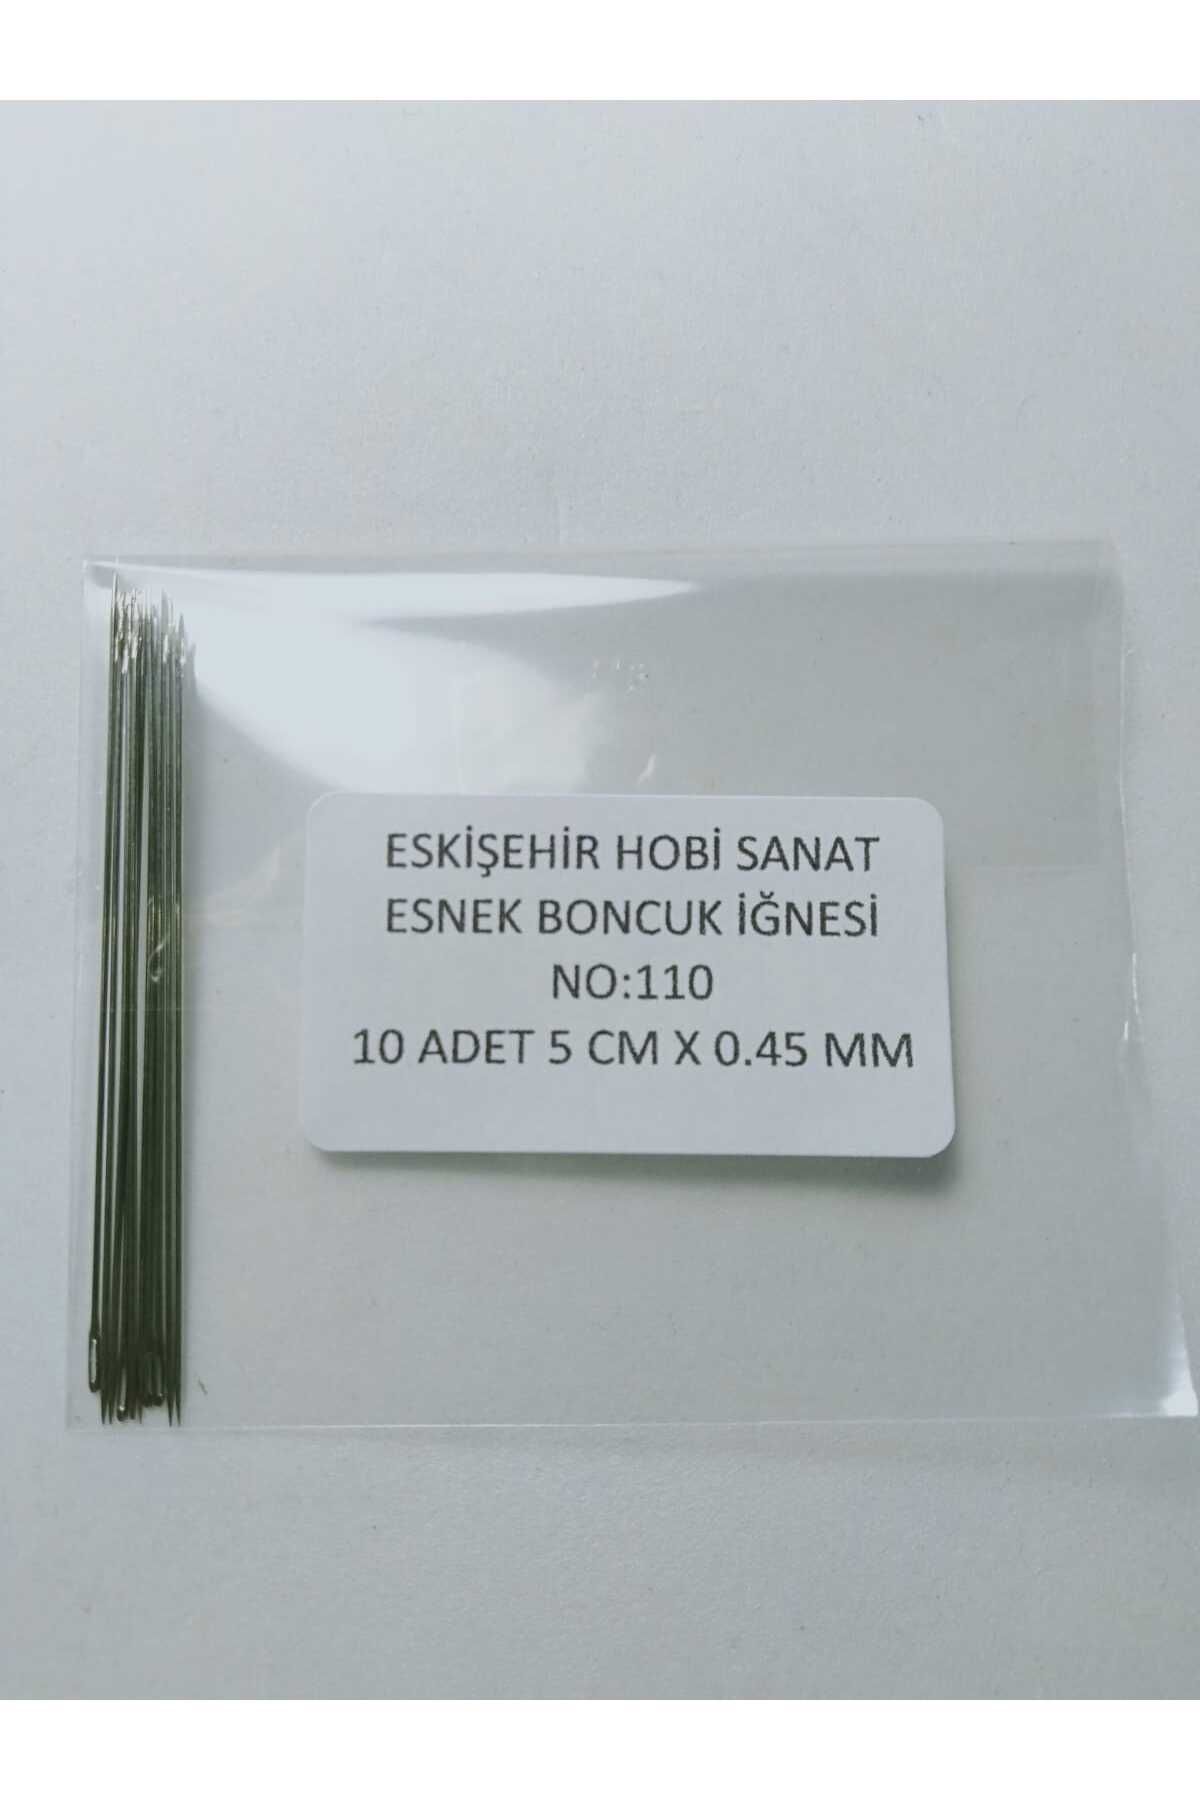 ESKİŞEHİR HOBİ SANAT
ESNEK BONCUK İĞNESİ
NO:110
10 ADET 5 CM X 0.45 MM